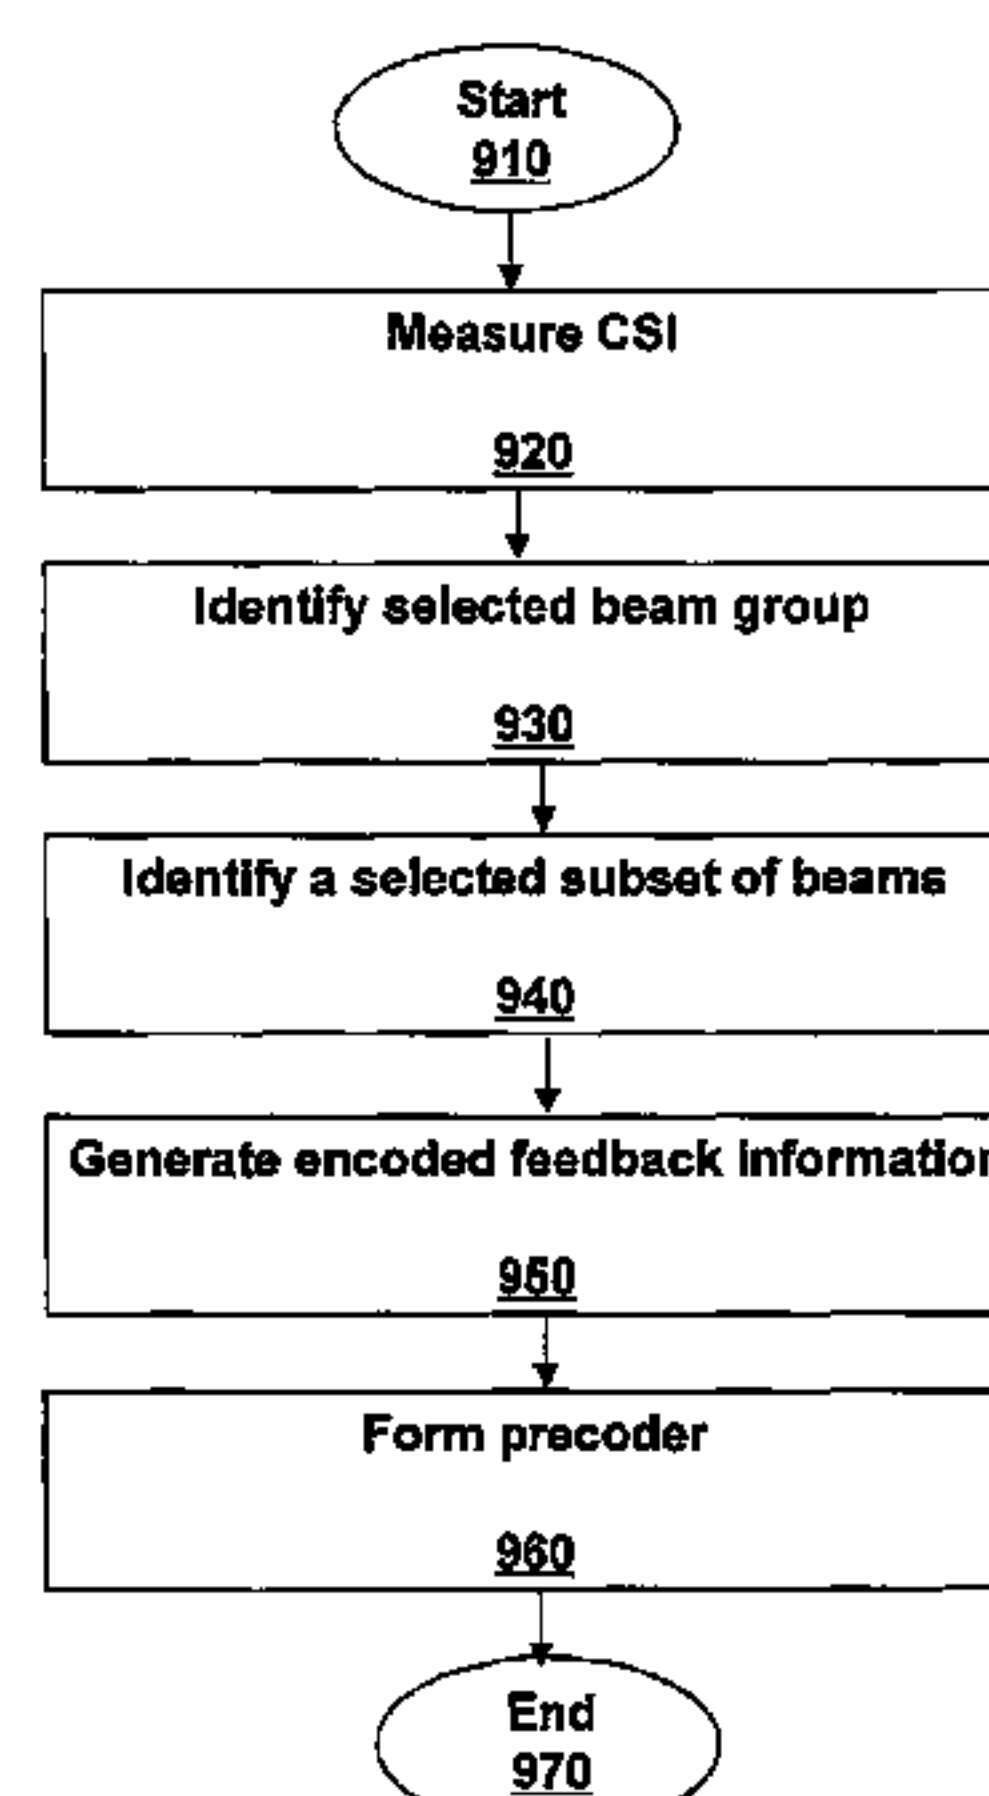 Start
910
Measure CSI
920
Identify selected beam group
930
Identify a selected subset of beams
940
Generate encoded feedback information
950
Form precoder
960
End
970